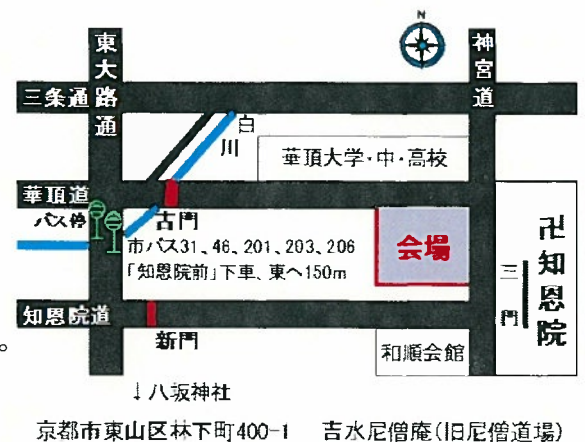 N
東大路通
神宮道
三条通
白川
華頂大学・中・高校
華頂道
バス停
古門
市バス31、46、201、203、206
「知恩院前」下車、東へ150m
会場
卍知恩院
三門
知恩院道
新門
和順会館
。
↓八坂神社
京都市東山区林下町400-1 吉水尼僧庵(旧尼僧道場)